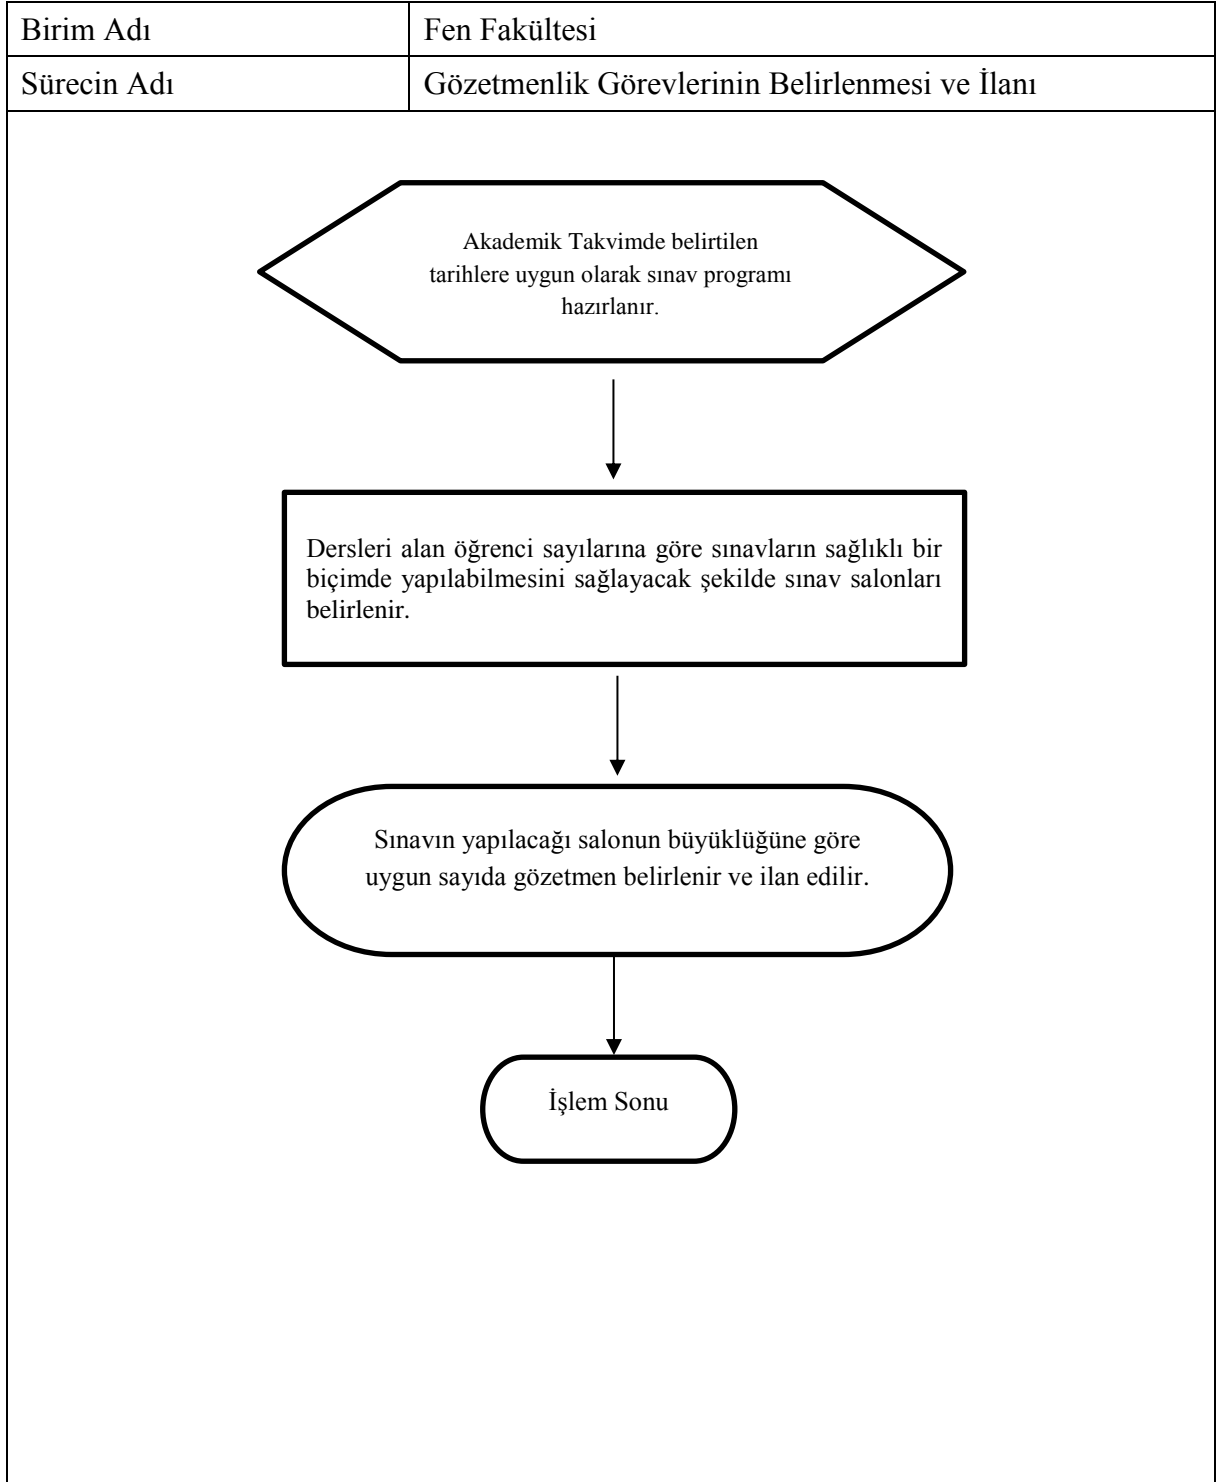 Birim Adı
Fen Fakültesi
Sürecin Adı
Gözetmenlik Görevlerinin Belirlenmesi ve İlanı
Akademik Takvimde belirtilen
tarihlere uygun olarak sınav programı
hazırlanır.
Dersleri alan öğrenci sayılarına göre sınavların sağlıklı bir
biçimde yapılabilmesini sağlayacak şekilde sınav salonları
belirlenir.
Sınavın yapılacağı salonun büyüklüğüne göre
uygun sayıda gözetmen belirlenir ve ilan edilir.
İşlem Sonu